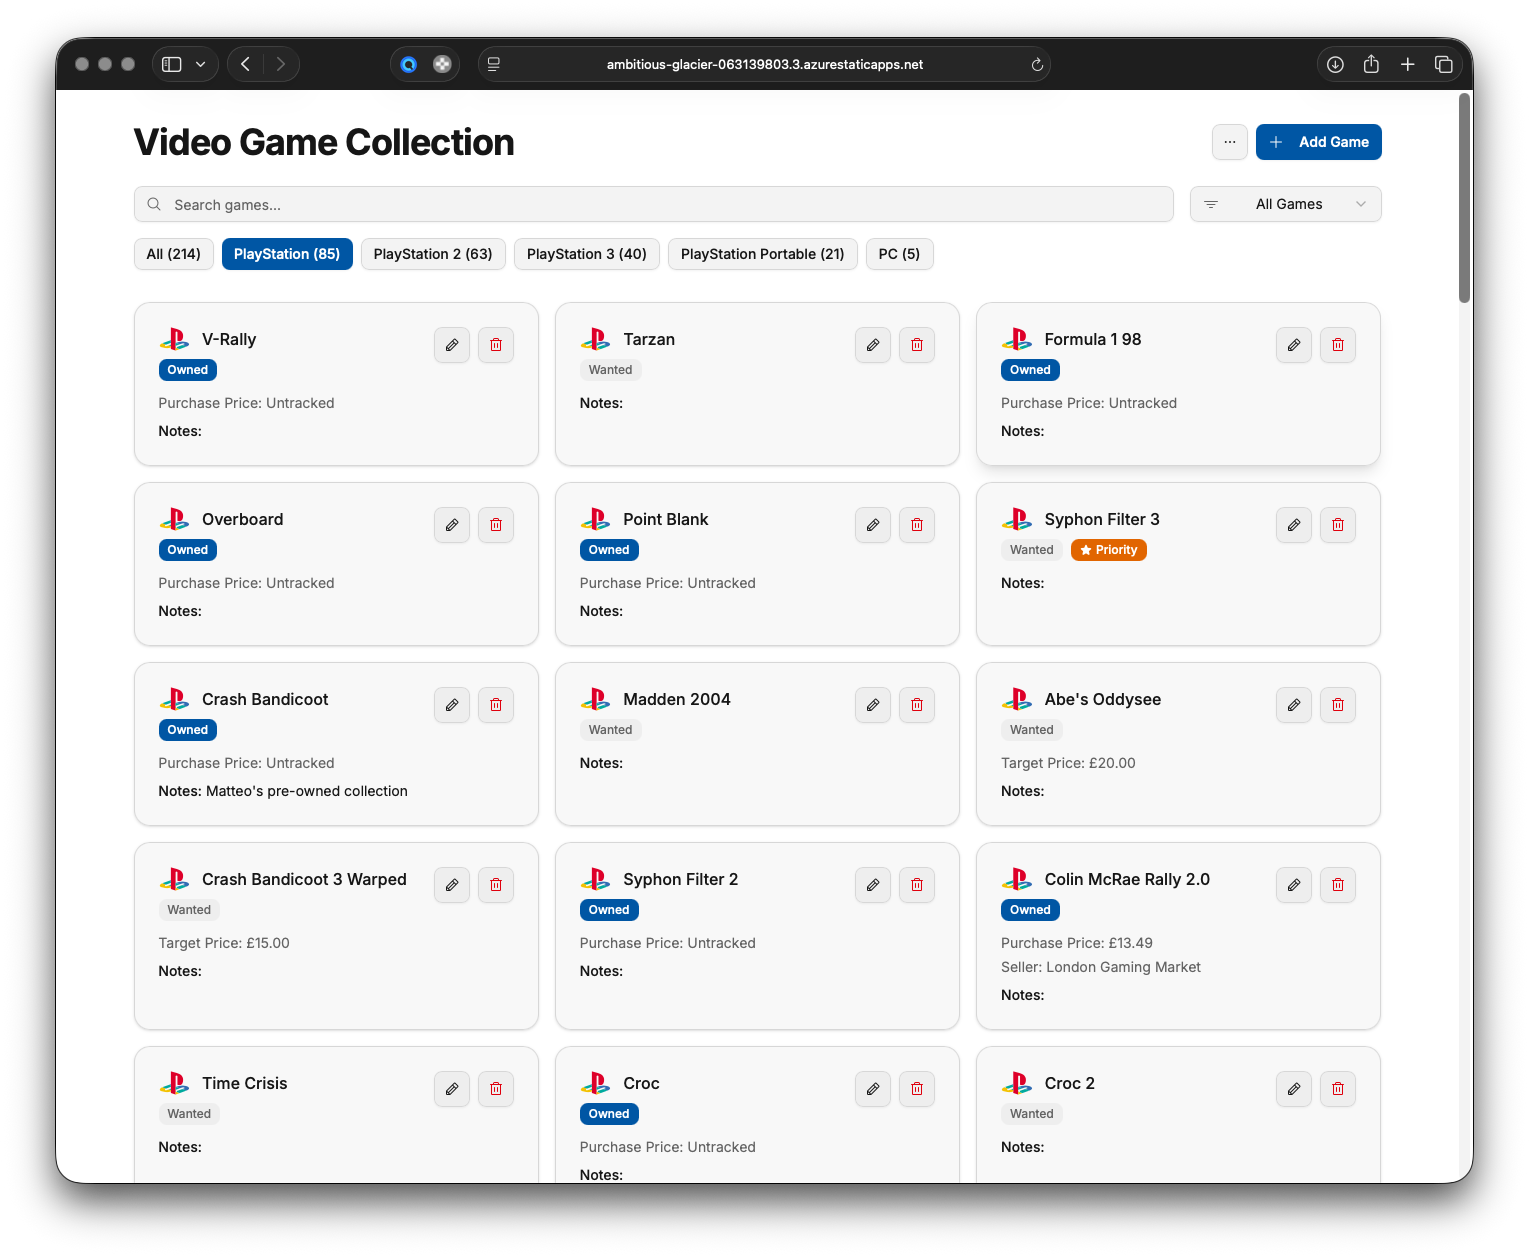 ambitious-glacier-063139803.3.azurestaticapps.net
Video Game Collection
... + Add Game
Search games...
All Games
All (214) PlayStation (85) PlayStation 2 (63) PlayStation 3 (40) PlayStation Portable (21) PC (5)
V-Rally
Owned
Purchase Price: Untracked
Notes:
Tarzan
Wanted
Notes:
Formula 1 98
Owned
Purchase Price: Untracked
Notes:
Overboard
Owned
Purchase Price: Untracked
Notes:
Point Blank
Owned
Purchase Price: Untracked
Notes:
Syphon Filter 3
Wanted Priority
Notes:
Crash Bandicoot
Owned
Purchase Price: Untracked
Notes: Matteo's pre-owned collection
Madden 2004
Wanted
Notes:
Abe's Oddysee
Wanted
Target Price: £20.00
Notes:
Crash Bandicoot 3 Warped
Wanted
Target Price: £15.00
Notes:
Syphon Filter 2
Owned
Purchase Price: Untracked
Notes:
Colin McRae Rally 2.0
Owned
Purchase Price: £13.49
Seller: London Gaming Market
Notes:
Time Crisis
Wanted
Notes:
Croc
Owned
Purchase Price: Untracked
Notes:
Croc 2
Wanted
Notes: